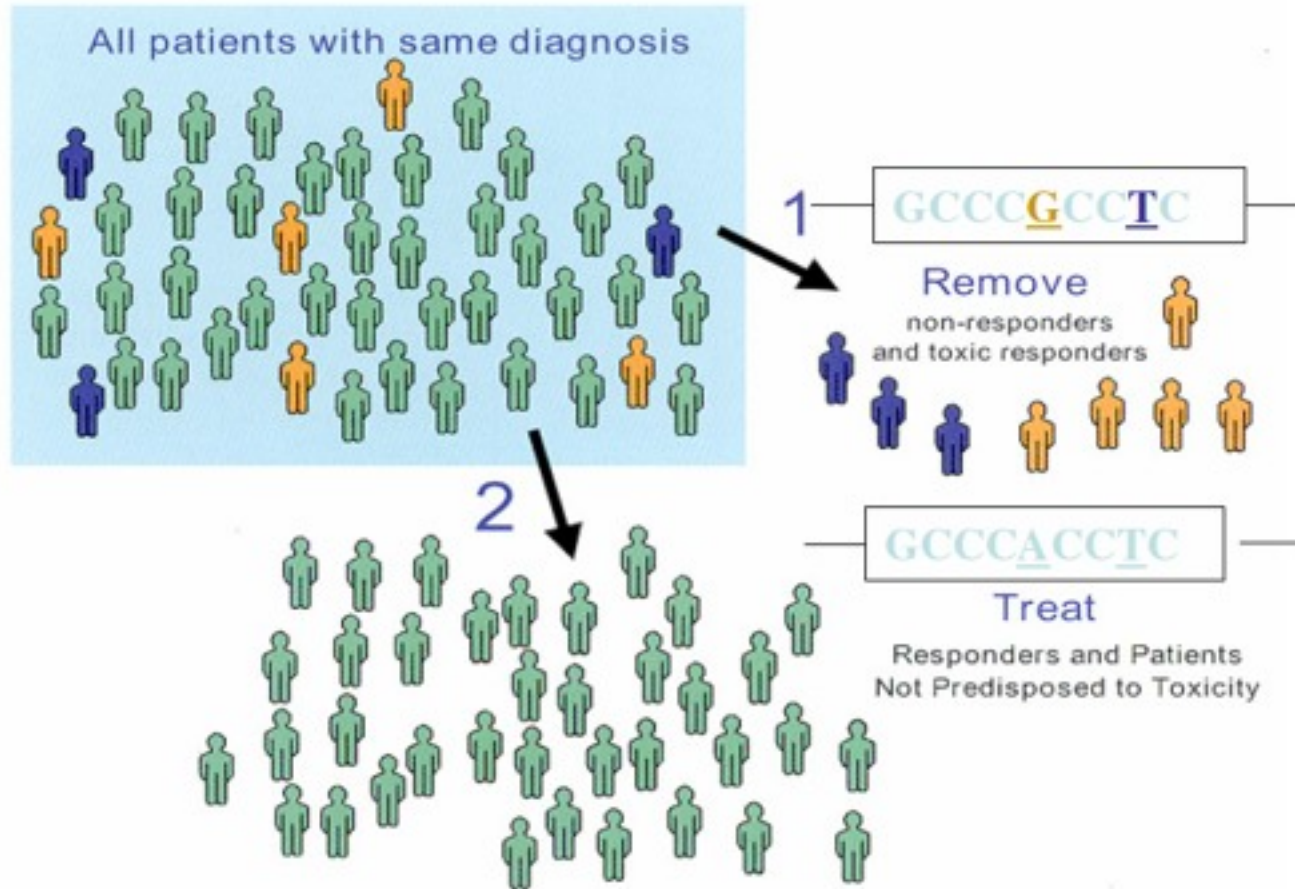 All patients with same diagnosis
1
GCCCGCCTC
Remove
non-responders
and toxic responders
2
GCCCACCTC
Treat
Responders and Patients
Not Predisposed to Toxicity